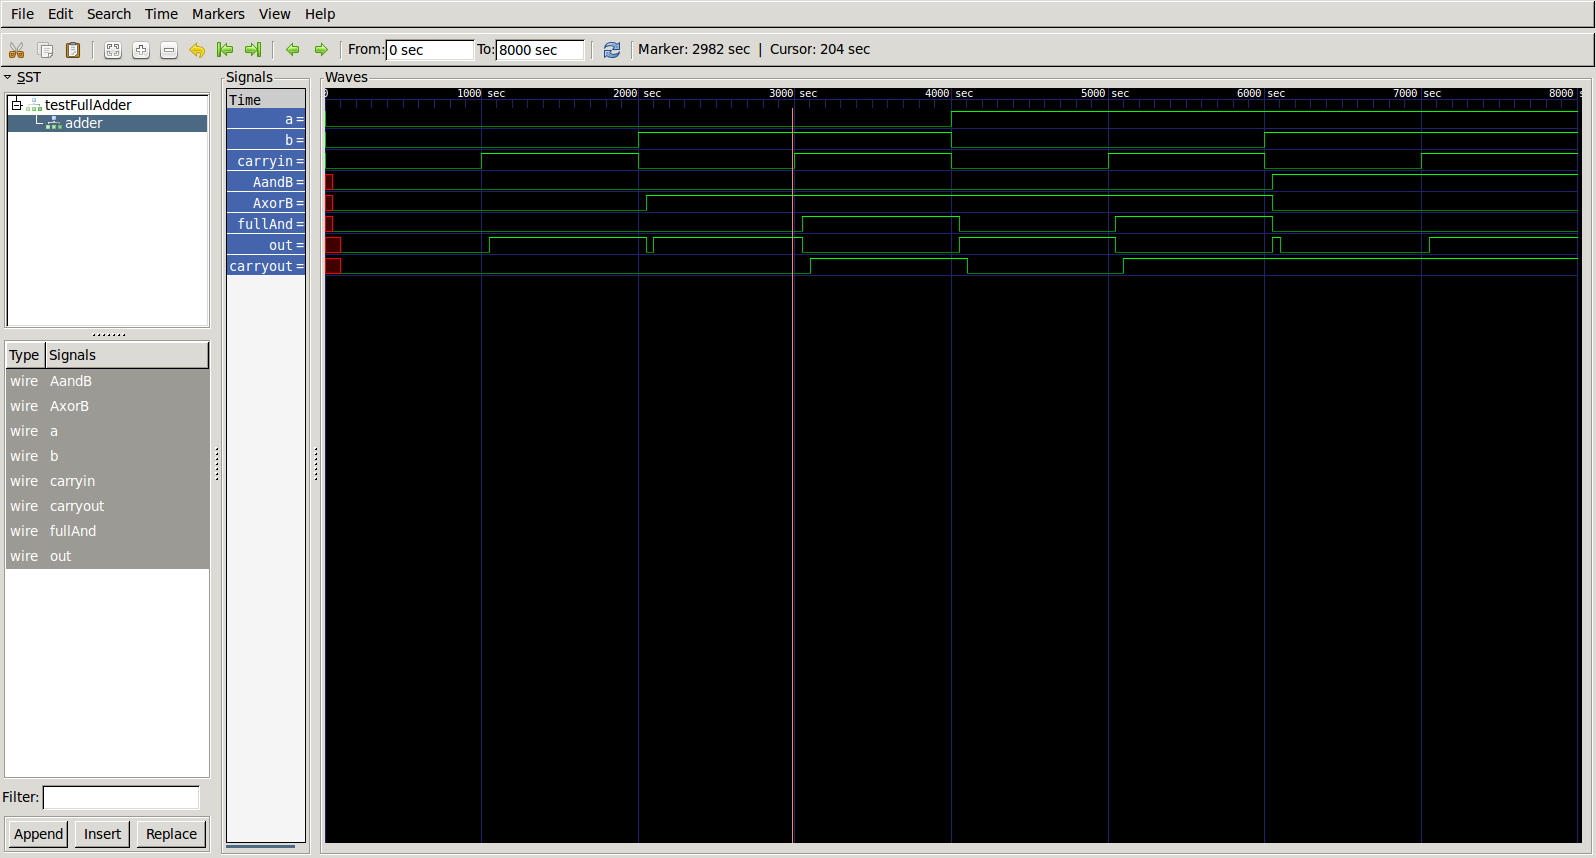 File Edit Search Time Markers View Help
From: 0 sec To: 8000 sec Marker: 2982 sec | Cursor: 204 sec
SST
testFullAdder
adder
Type Signals
wire AandB
wire AxorB
wire a
wire b
wire carryin
wire carryout
wire fullAnd
wire out
Filter:
Append Insert Replace
Signals
Time
a =
b =
carryin =
AandB =
AxorB =
fullAnd =
out =
carryout =
Waves
0 1000 sec 2000 sec 3000 sec 4000 sec 5000 sec 6000 sec 7000 sec 8000 s